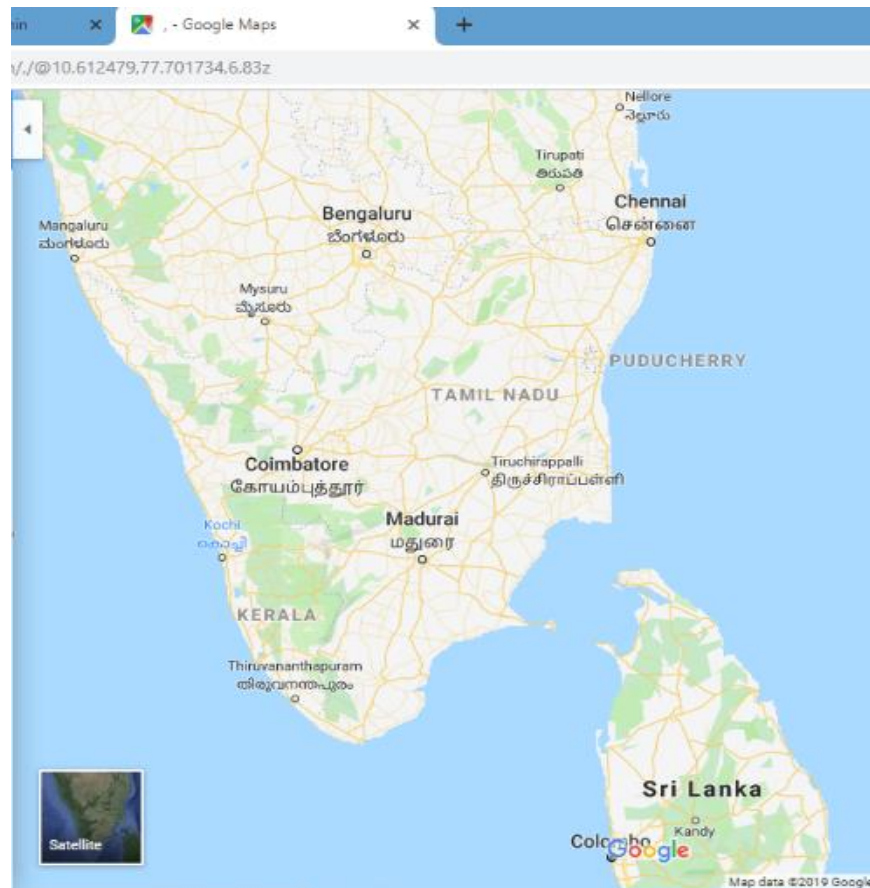 in
, - Google Maps
/./@10.612479,77.701734,6.83z
Nellore
నెల్లూరు
Tirupati
తిరుపతి
Chennai
சென்னை
Bengaluru
ಬೆಂಗಳೂರು
Mangaluru
ಮಂಗಳೂರು
Mysuru
ಮೈಸೂರು
PUDUCHERRY
TAMIL NADU
Coimbatore
கோயம்புத்தூர்
Tiruchirappalli
திருச்சிராப்பள்ளி
Madurai
மதுரை
Kochi
കൊച്ചി
KERALA
Thiruvananthapuram
തിരുവനന്തപുരം
Sri Lanka
Kandy
Colombo
Google
Satellite
Map data ©2019 Google